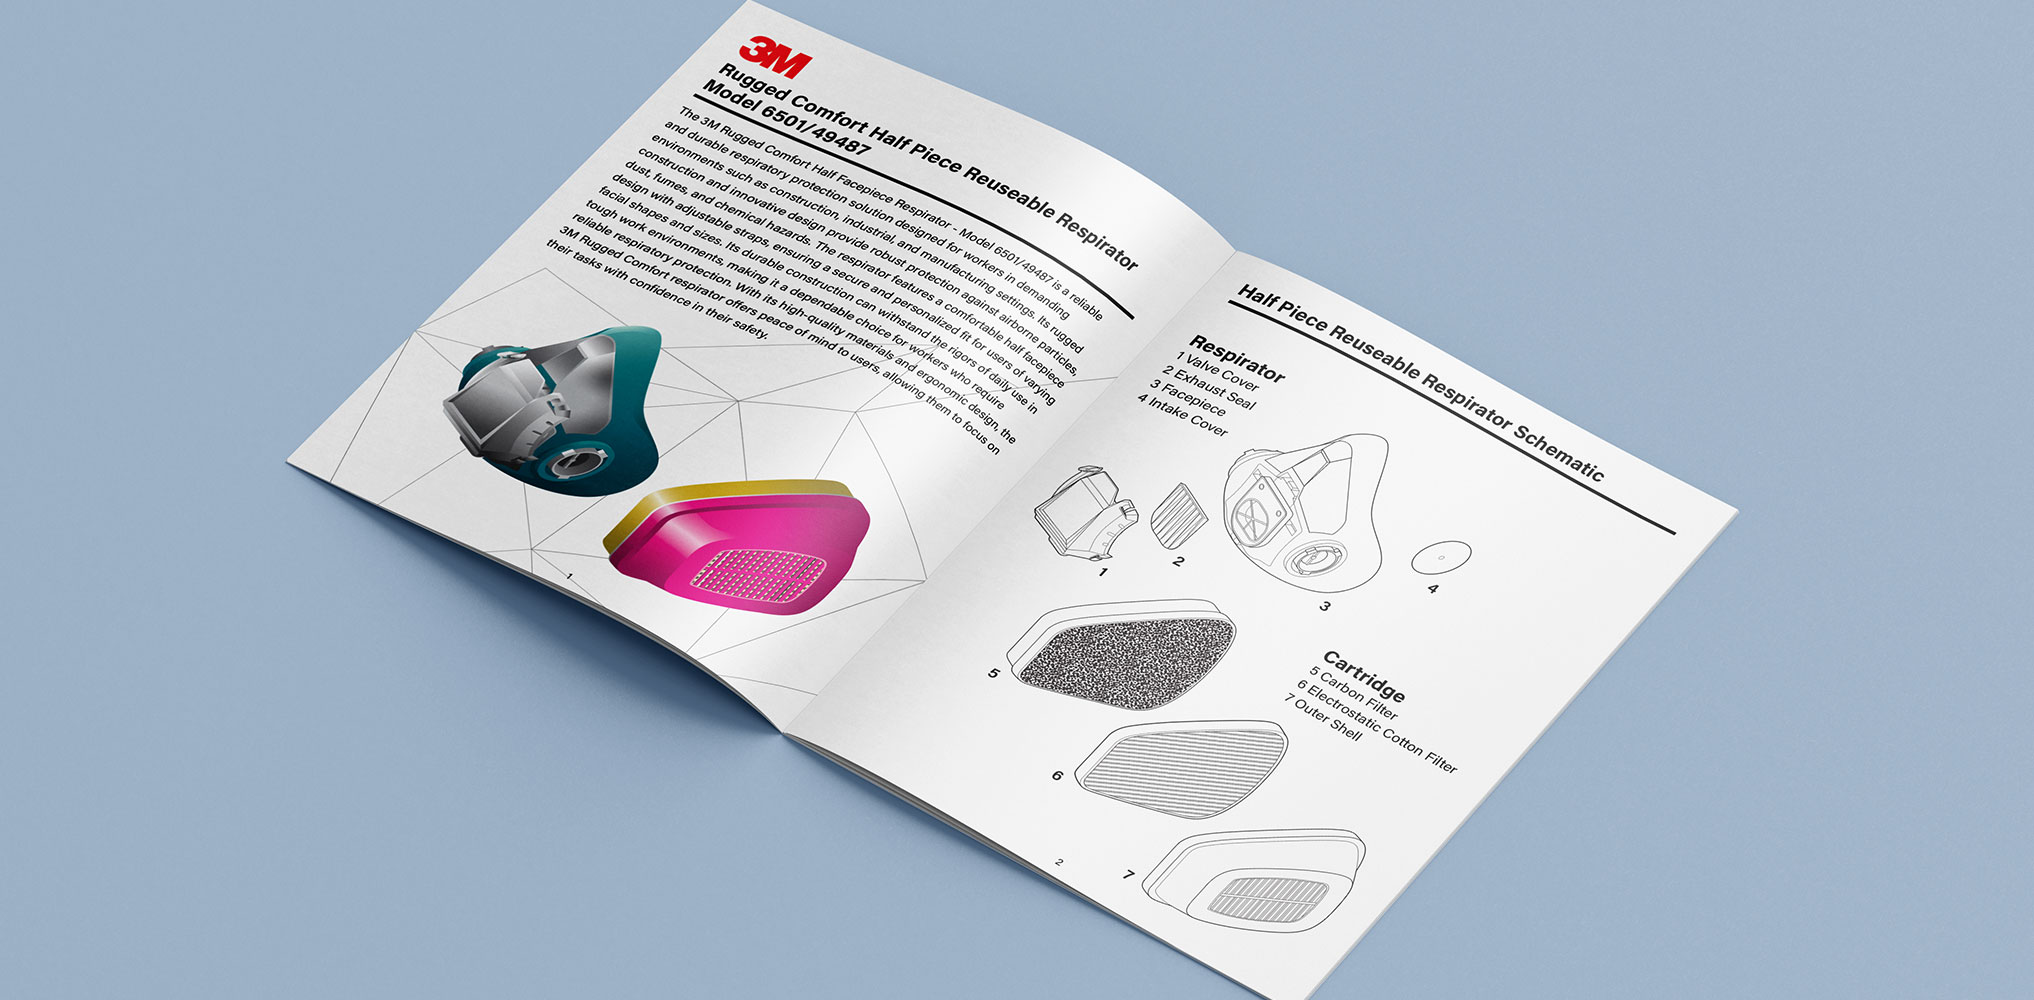 3M
Rugged Comfort Half Piece Reuseable Respirator
Model 6501/49487
The 3M Rugged Comfort Half Facepiece Respirator - Model 6501/49487 is a reliable
and durable respiratory protection solution designed for workers in demanding
environments such as construction, industrial, and manufacturing settings. Its rugged
construction and innovative design provide robust protection against airborne particles,
dust, fumes, and chemical hazards. The respirator features a comfortable half facepiece
design with adjustable straps, ensuring a secure and personalized fit for users of varying
facial shapes and sizes. Its durable construction can withstand the rigors of daily use in
tough work environments, making it a dependable choice for workers who require
reliable respiratory protection. With its high-quality materials and ergonomic design, the
3M Rugged Comfort respirator offers peace of mind to users, allowing them to focus on
their tasks with confidence in their safety.
1
Half Piece Reuseable Respirator Schematic
Respirator
1 Valve Cover
2 Exhaust Seal
3 Facepiece
4 Intake Cover
1
2
3
4
5
Cartridge
5 Carbon Filter
6 Electrostatic Cotton Filter
7 Outer Shell
6
7
2